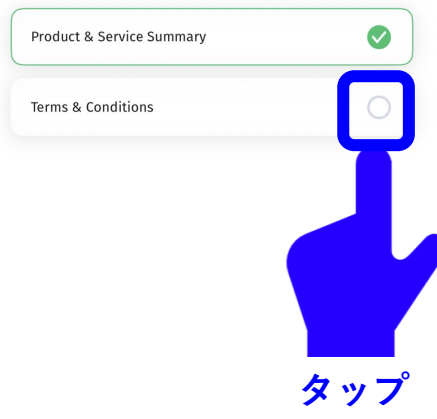 Product & Service Summary
Terms & Conditions
タップ